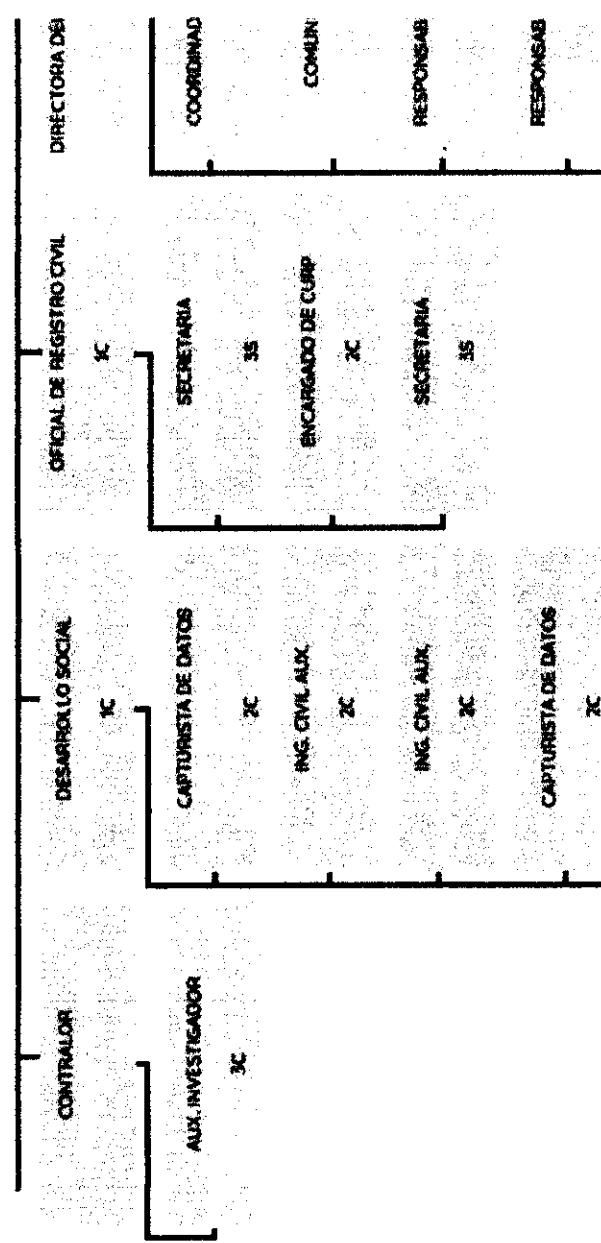 CONTRALOR
AUX. INVESTIGADOR
3C
DESARROLLO SOCIAL
1C
CAPTURISTA DE DATOS
2C
ING. CIVIL AUX.
2C
ING. CIVIL AUX.
2C
CAPTURISTA DE DATOS
2C
OFICIAL DE REGISTRO CIVIL
1C
SECRETARIA
3S
ENCARGADO DE CURP
2C
SECRETARIA
3S
DIRECTORA DEL
COORDINAD
COMUN
RESPONSAB
RESPONSAB